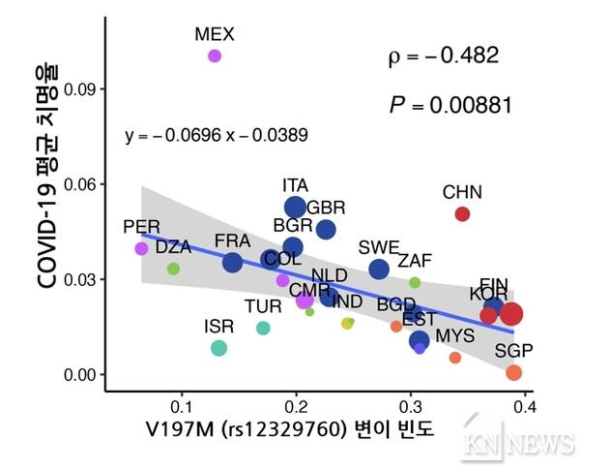 MEX
ρ = −0.482
P = 0.00881
y = −0.0696 x −0.0389
COVID-19 평균 치명율
0.09
0.06
0.03
0.00
ITA
GBR
CHN
PER
DZA
FRA
BGR
COL
SWE
ZAF
NLD
CMR
IND
BGD
FIN
KOR
TUR
EST
ISR
MYS
SGP
0.1
0.2
0.3
0.4
V197M (rs12329760) 변이 빈도
KN NEWS